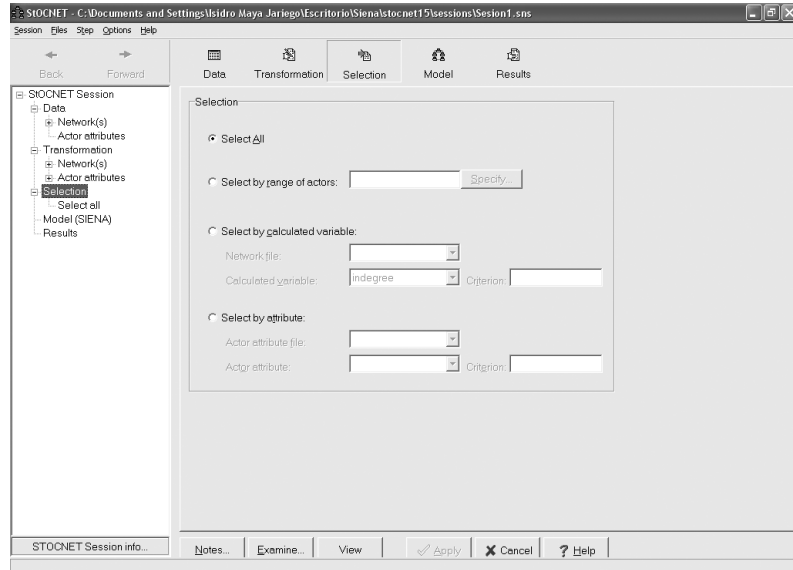 StOCNET - C:\Documents and Settings\Isidro Maya Jariego\Escritorio\Siena\stocnet15\sessions\Sesion1.sns
Session Files Step Options Help
Back Forward Data Transformation Selection Model Results
StOCNET Session
Data
Network(s)
Actor attributes
Transformation
Network(s)
Actor attributes
Selection
Select all
Model (SIENA)
Results
Selection
Select All
Select by range of actors: Specify...
Select by calculated variable:
Network file:
Calculated variable: indegree Criterion:
Select by attribute:
Actor attribute file:
Actor attribute: Criterion:
STOCNET Session info...
Notes... Examine... View Apply Cancel ? Help